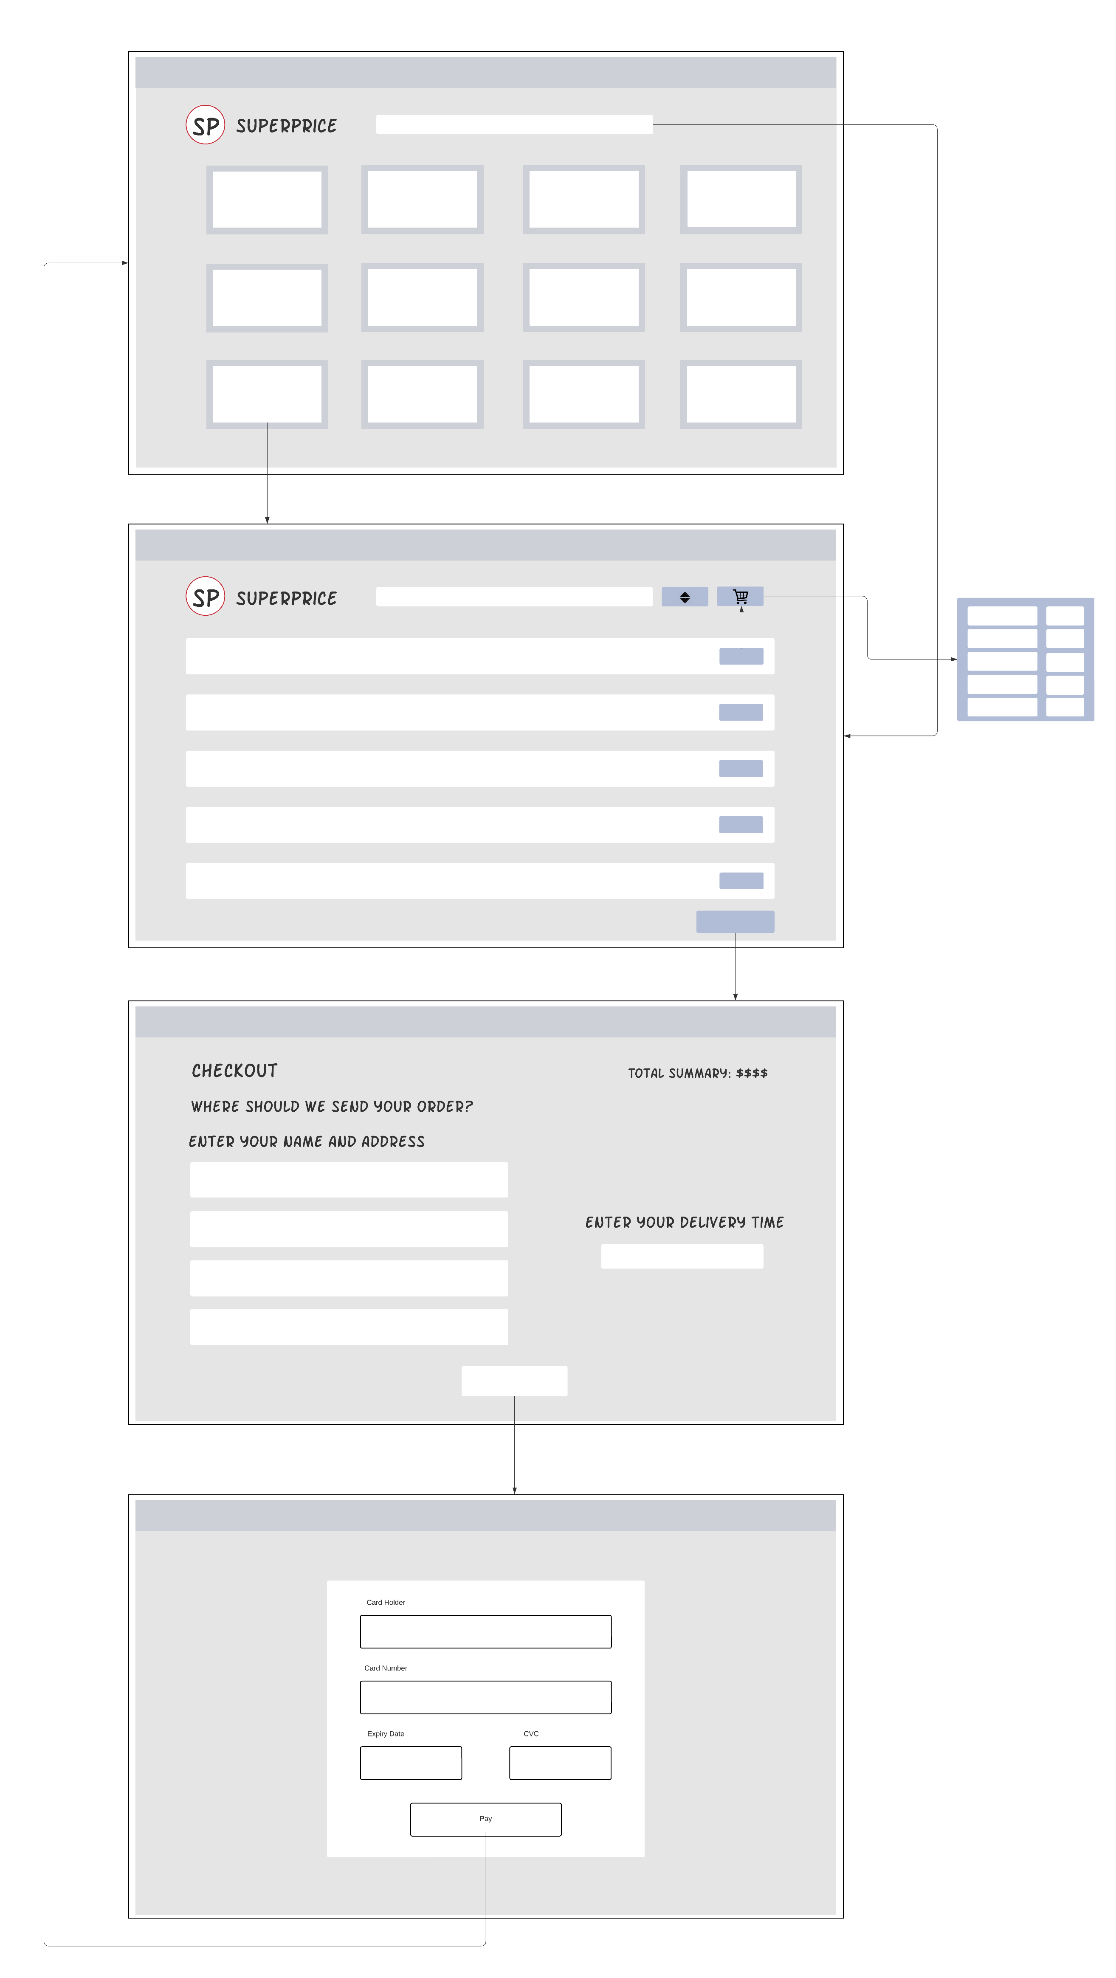 SP SUPERPRICE
SP SUPERPRICE
CHECKOUT
TOTAL SUMMARY: $$$$
WHERE SHOULD WE SEND YOUR ORDER?
ENTER YOUR NAME AND ADDRESS
ENTER YOUR DELIVERY TIME
Card Holder
Card Number
Expiry Date
CVC
Pay